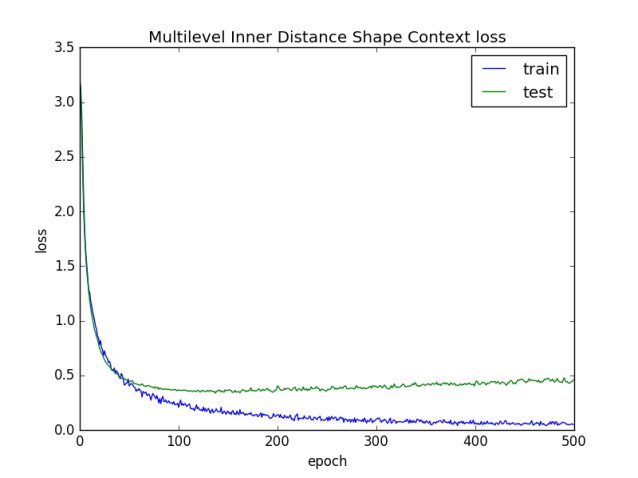 Multilevel Inner Distance Shape Context loss
3.5
3.0
2.5
2.0
1.5
1.0
0.5
0.0
loss
train
test
0 100 200 300 400 500
epoch